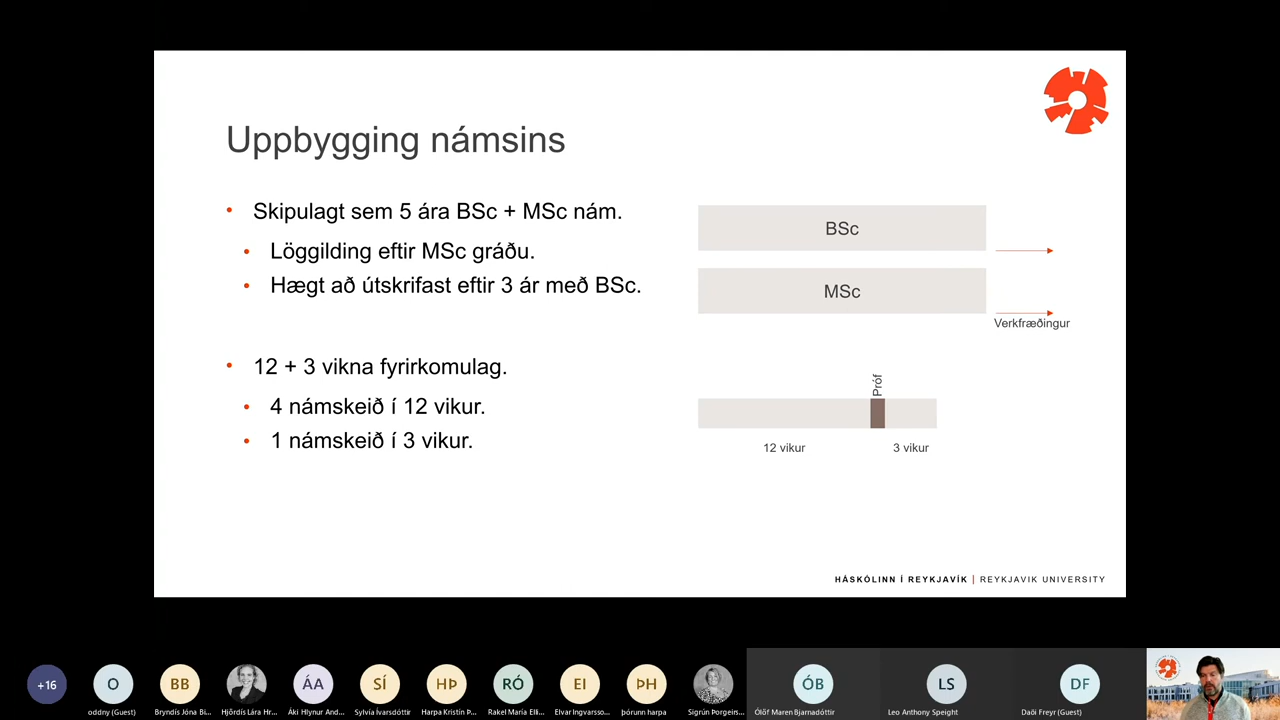 Uppbygging námsins
• Skipulagt sem 5 ára BSc + MSc nám.
• Löggilding eftir MSc gráðu.
• Hægt að útskrifast eftir 3 ár með BSc.
• 12 + 3 vikna fyrirkomulag.
• 4 námskeið í 12 vikur.
• 1 námskeið í 3 vikur.
BSc
MSc
Verkfræðingur
Próf
12 vikur
3 vikur
HÁSKÓLINN Í REYKJAVÍK | REYKJAVIK UNIVERSITY
+16
O
BB
ÁA
SÍ
HÞ
RÓ
EI
ÞH
ÓB
LS
DF
oddny (Guest)
Bryndís Jóna Bi...
Hjördís Lára Hr...
Áki Hlynur And...
Sylvía Ívarsdóttir
Harpa Kristín Þ...
Rakel María Elli...
Elvar Ingvarsso...
þórunn harpa
Sigrún Þorgeirs...
Ólöf Maren Bjarnadóttir
Leo Anthony Speight
Daði Freyr (Guest)